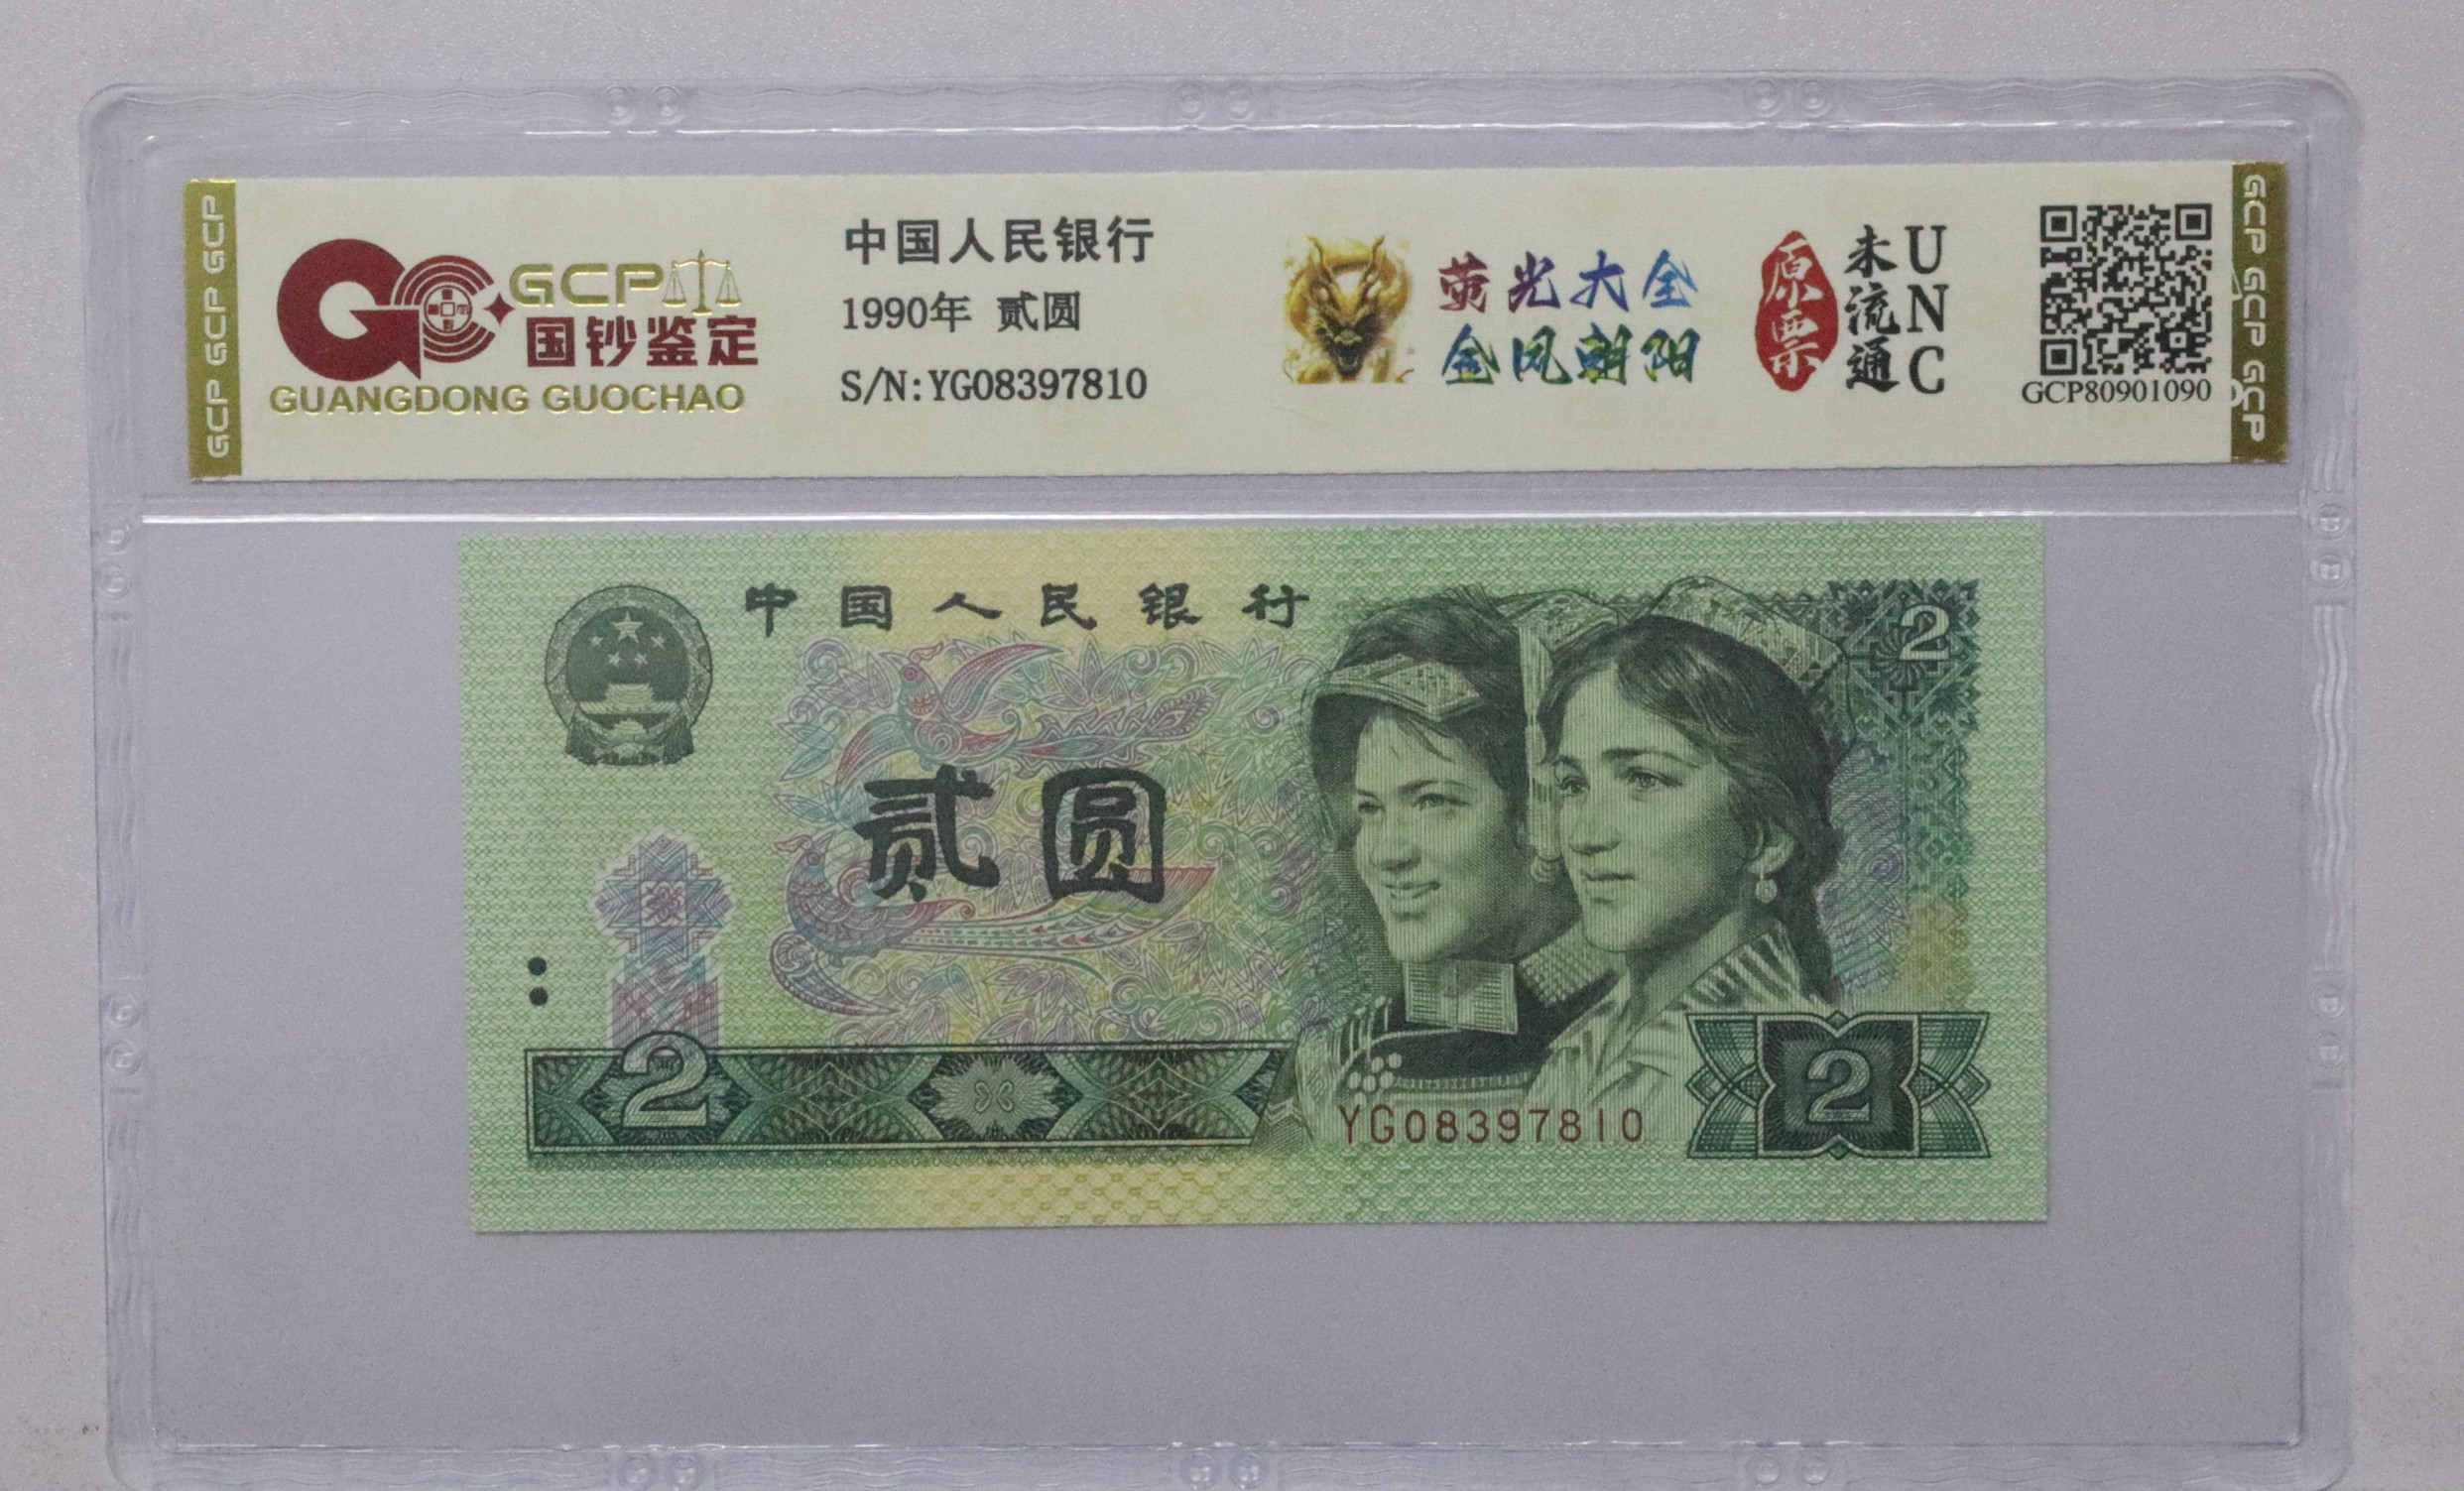 GCP GCP GCP
GCP
国钞鉴定
GUANGDONG GUOCHAO
中国人民银行
1990年 贰圆
S/N:YG08397810
荧光大全
金凤朝阳
原票
未流通
UNC
GCP80901090
GCP GCP GCP
中国人民银行
2
贰圆
2
YG08397810
2